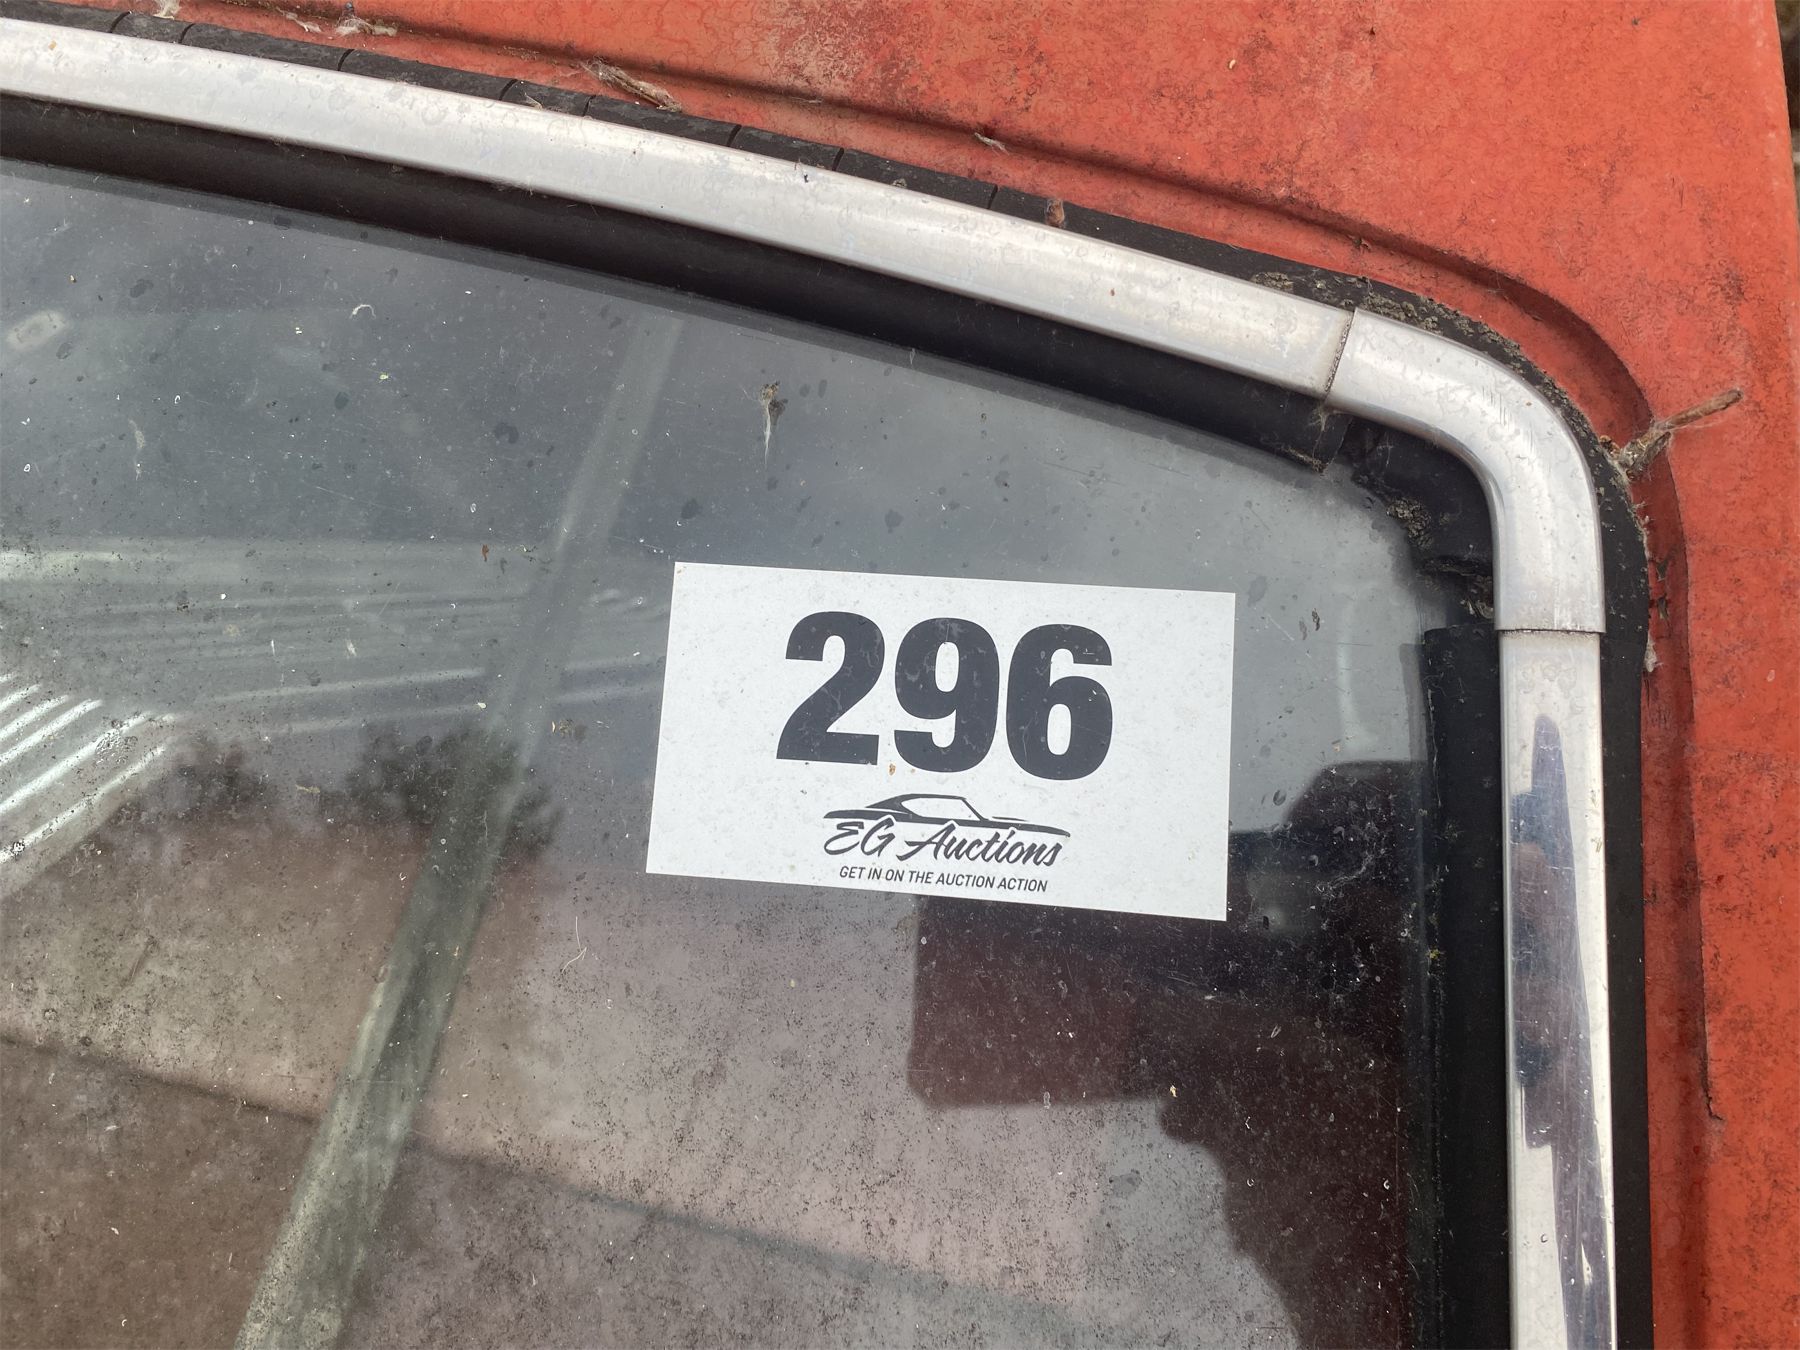 296
EG Auctions
GET IN ON THE AUCTION ACTION